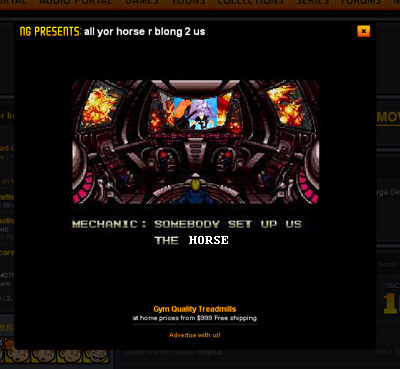 PORTAL AUDIO PORTAL GAMES TOONS COLLECTIONS SERIES FORUMS
NG PRESENTS: all yor horse r blong 2 us
MOV
MECHANIC: SOMEBODY SET UP US
THE HORSE
Gym Quality Treadmills
at home prices from $999 Free shipping
Advertise with us!